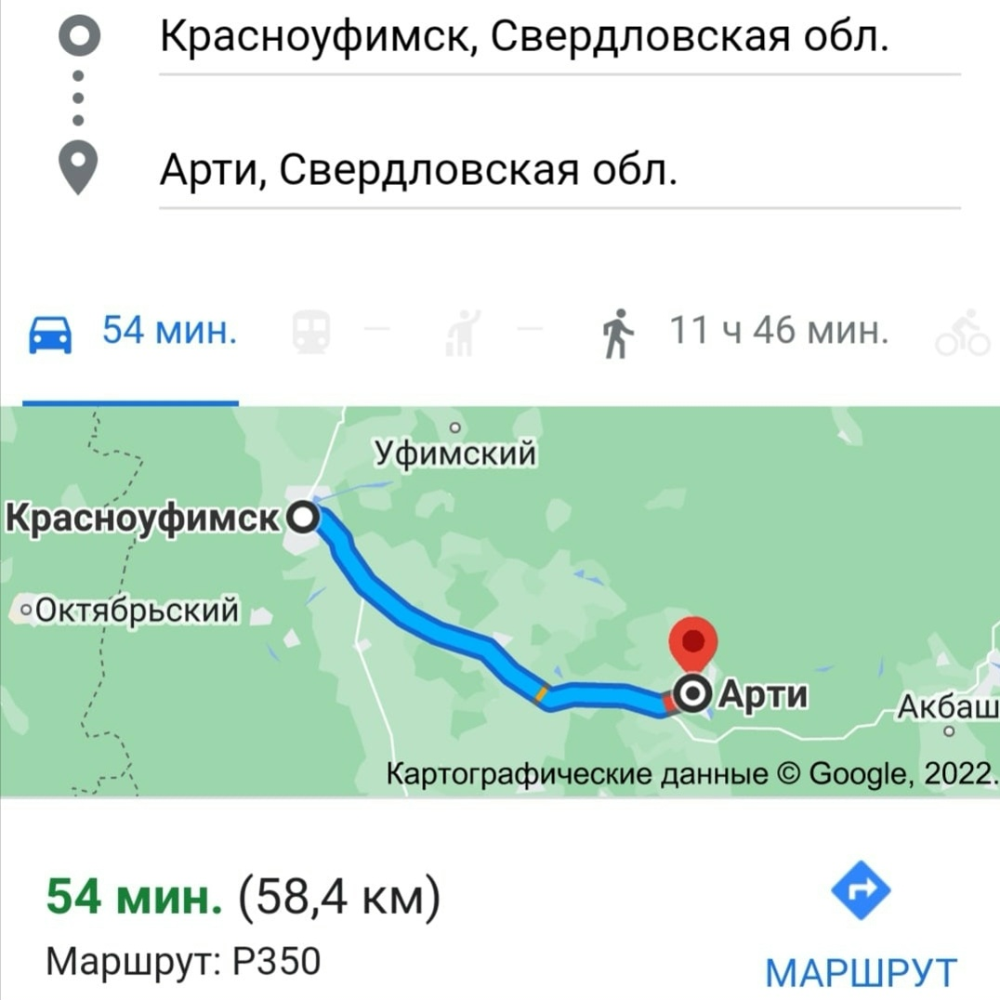 Красноуфимск, Свердловская обл.
Арти, Свердловская обл.
54 мин. — — 11 ч 46 мин.
Уфимский
Красноуфимск
Октябрьский
Арти
Акбаш
Картографические данные © Google, 2022.
54 мин. (58,4 км)
Маршрут: Р350
МАРШРУТ